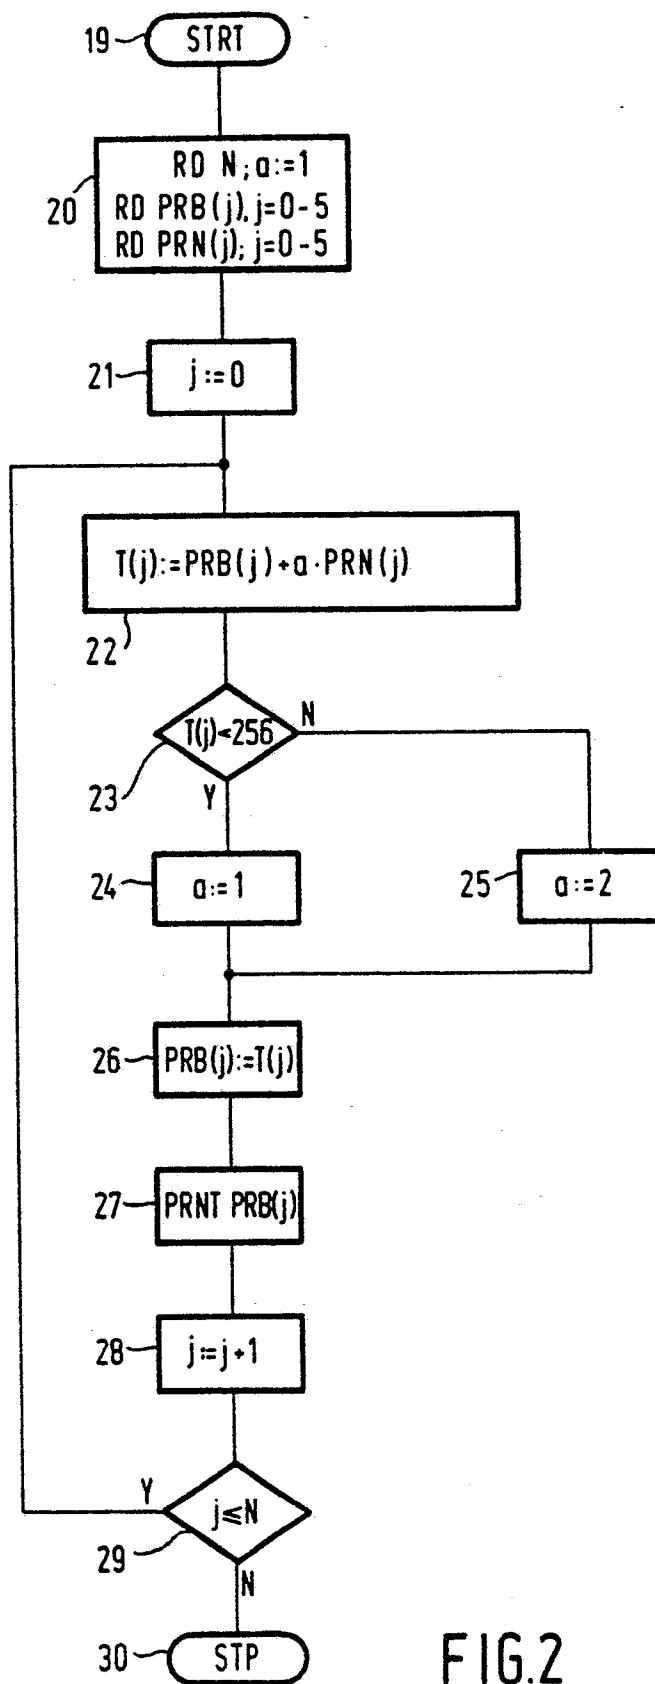 19 STRT
RD N; a:=1
20
RD PRB(j), j=0-5
RD PRN(j); j=0-5
21 j:=0
T(j):=PRB(j)+a·PRN(j)
22
T(j)<256 N
23
Y
24 a:=1
25 a:=2
26 PRB(j):=T(j)
27 PRNT PRB(j)
28 j:=j+1
Y
j≤N
29
N
30 STP
FIG.2